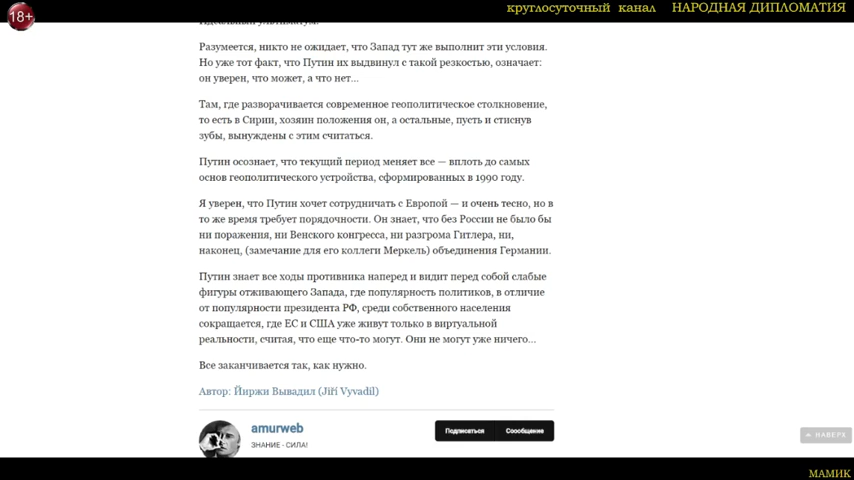 18+
круглосуточный канал НАРОДНАЯ ДИПЛОМАТИЯ
Идеальный ультиматум.
Разумеется, никто не ожидает, что Запад тут же выполнит эти условия.
Но уже тот факт, что Путин их выдвинул с такой резкостью, означает:
он уверен, что может, а что нет...
Там, где разворачивается современное геополитическое столкновение,
то есть в Сирии, хозяин положения он, а остальные, пусть и стиснув
зубы, вынуждены с этим считаться.
Путин осознает, что текущий период меняет все — вплоть до самых
основ геополитического устройства, сформированных в 1990 году.
Я уверен, что Путин хочет сотрудничать с Европой — и очень тесно, но в
то же время требует порядочности. Он знает, что без России не было бы
ни поражения, ни Венского конгресса, ни разгрома Гитлера, ни,
наконец, (замечание для его коллеги Меркель) объединения Германии.
Путин знает все ходы противника наперед и видит перед собой слабые
фигуры отживающего Запада, где популярность политиков, в отличие
от популярности президента РФ, среди собственного населения
сокращается, где ЕС и США уже живут только в виртуальной
реальности, считая, что еще что-то могут. Они не могут уже ничего...
Все заканчивается так, как нужно.
Автор: Йиржи Вывадил (Jiří Vyvadil)
amurweb
ЗНАНИЕ - СИЛА!
Подписаться Сооообщение
НАВЕРХ
МАМИК